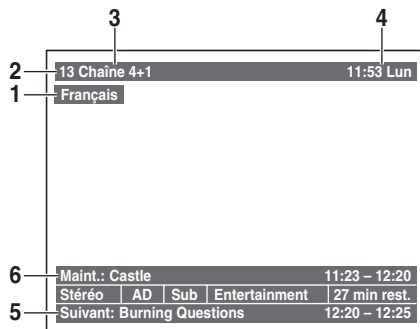 3 4
2 13 Chaîne 4+1 11:53 Lun
1 Français
6 Maint.: Castle 11:23 – 12:20
Stéréo AD Sub Entertainment 27 min rest.
5 Suivant: Burning Questions 12:20 – 12:25